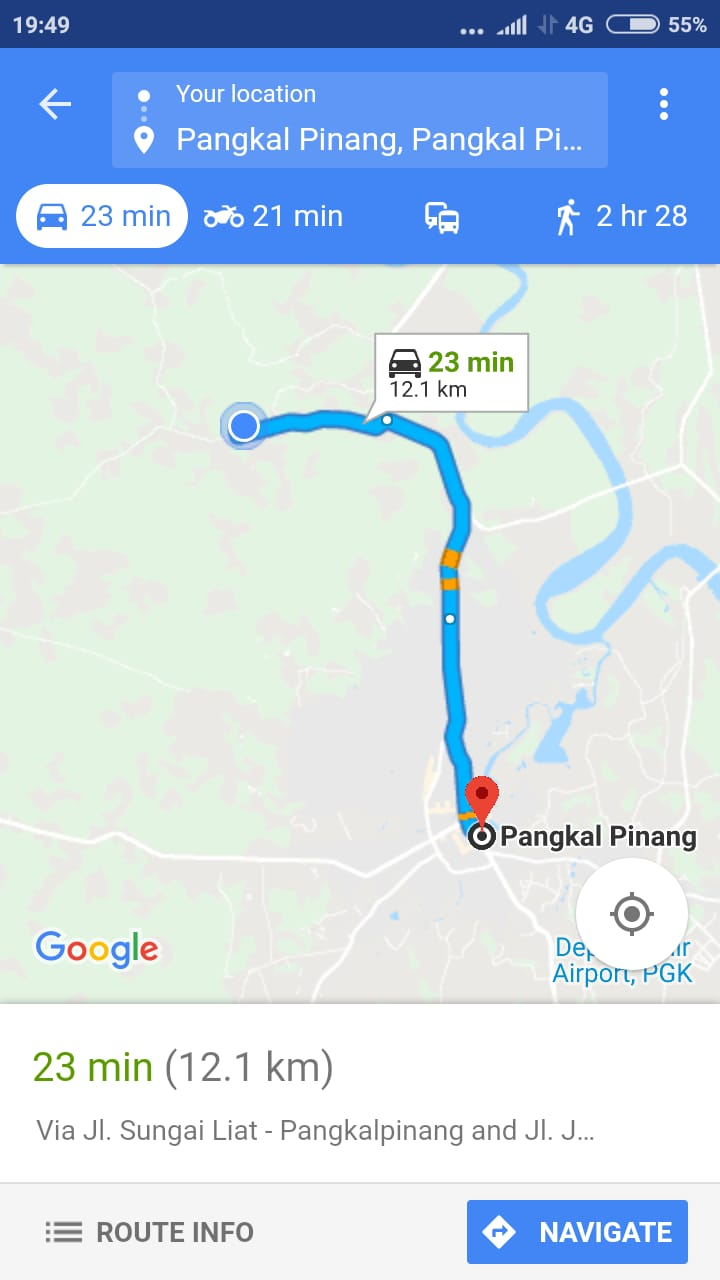 19:49
4G
55%
Your location
Pangkal Pinang, Pangkal Pi...
23 min
21 min
2 hr 28
23 min
12.1 km
Pangkal Pinang
Google
Airport, PGK
23 min (12.1 km)
Via Jl. Sungai Liat - Pangkalpinang and Jl. J...
ROUTE INFO
NAVIGATE